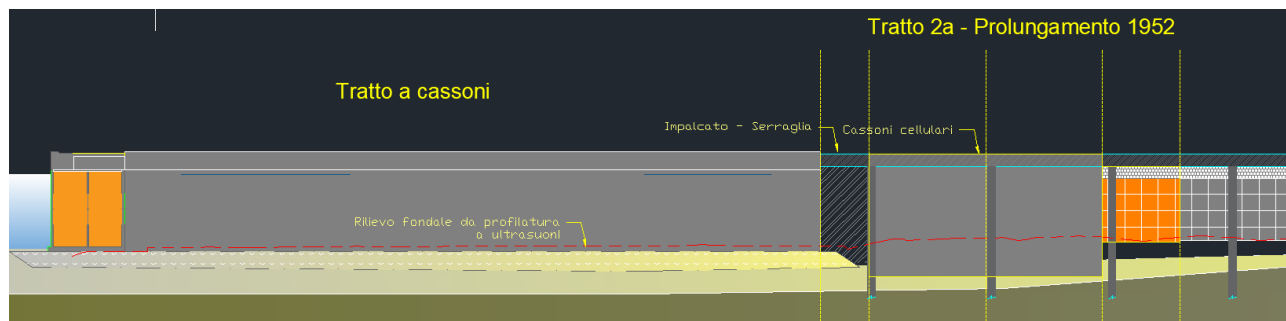 Tratto 2a - Prolungamento 1952
Tratto a cassoni
Impalcato - Serraglia
Cassoni cellulari
Rilievo fondale da profilatura
a ultrasuoni